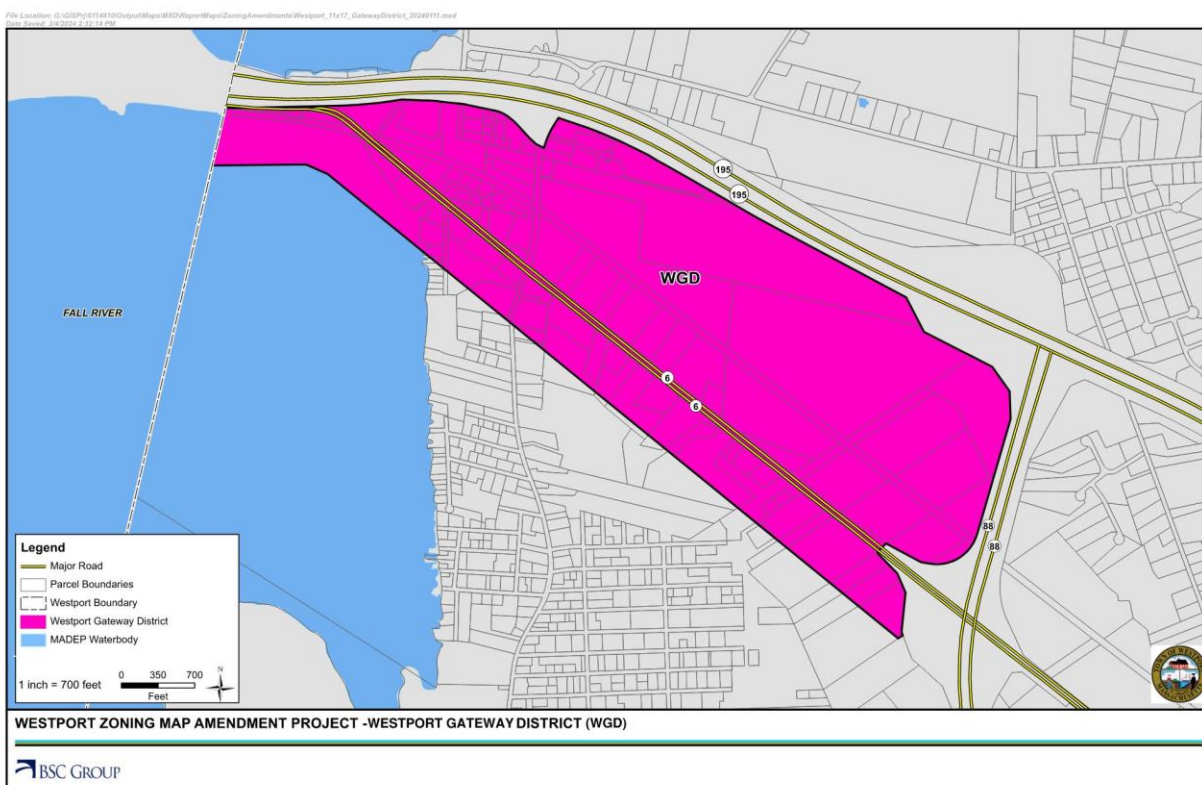 File Location: G:\GISPrj\5114810\Output\Maps\MXD\ReportMaps\ZoningAmendments\Westport_11x17_GatewayDistrict_20240111.mxd
Date Saved: 3/4/2024 2:32:14 PM
195
195
WGD
FALL RIVER
6
6
88
88
Legend
Major Road
Parcel Boundaries
Westport Boundary
Westport Gateway District
MADEP Waterbody
1 inch = 700 feet
0 350 700
Feet
N
WESTPORT ZONING MAP AMENDMENT PROJECT -WESTPORT GATEWAY DISTRICT (WGD)
BSC GROUP